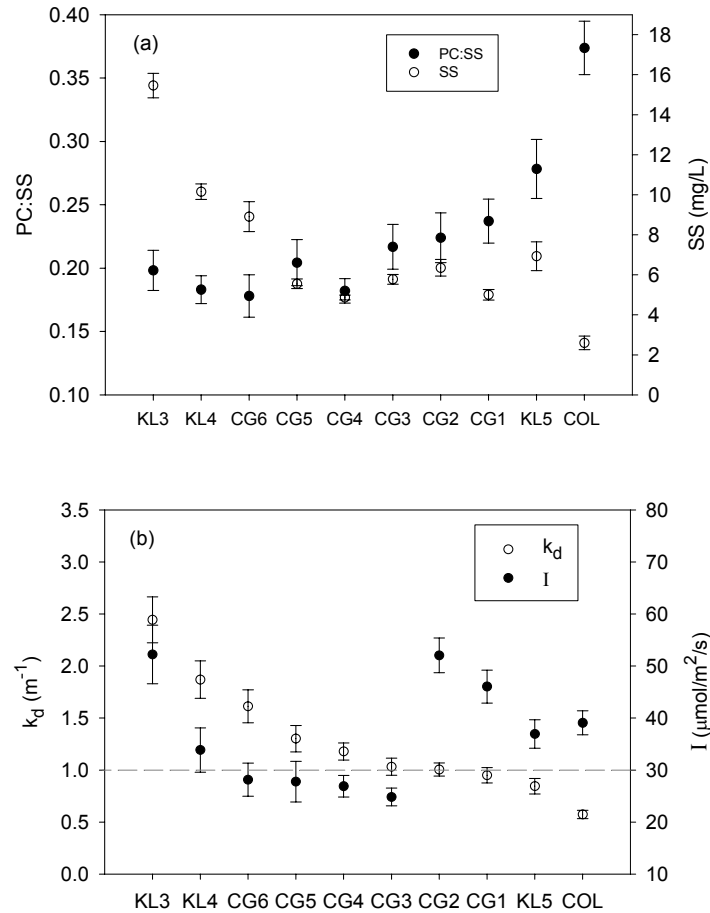 (a)
PC:SS
SS
0.40
0.35
0.30
0.25
0.20
0.15
0.10
PC:SS
18
16
14
12
10
8
6
4
2
0
SS (mg/L)
KL3 KL4 CG6 CG5 CG4 CG3 CG2 CG1 KL5 COL
(b)
kd
I
3.5
3.0
2.5
2.0
1.5
1.0
0.5
0.0
kd (m-1)
80
70
60
50
40
30
20
10
I (μmol/m2/s)
KL3 KL4 CG6 CG5 CG4 CG3 CG2 CG1 KL5 COL